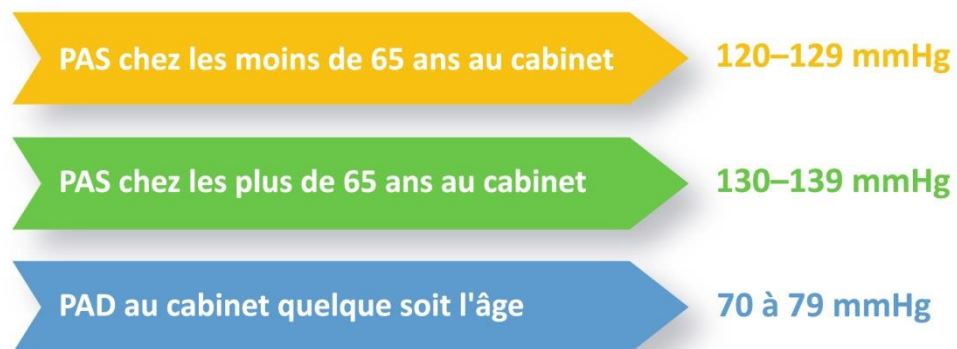 PAS chez les moins de 65 ans au cabinet 120–129 mmHg
PAS chez les plus de 65 ans au cabinet 130–139 mmHg
PAD au cabinet quelque soit l'âge 70 à 79 mmHg